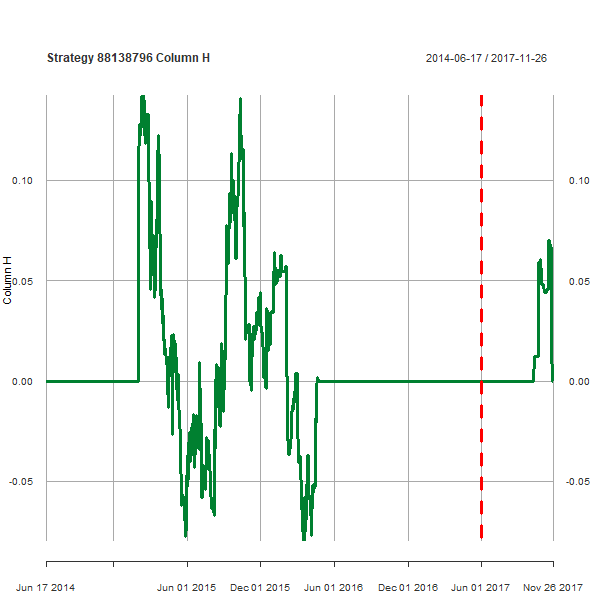 Strategy 88138796 Column H
2014-06-17 / 2017-11-26
Column H
0.10
0.05
0.00
-0.05
0.10
0.05
0.00
-0.05
Jun 17 2014
Jun 01 2015
Dec 01 2015
Jun 01 2016
Dec 01 2016
Jun 01 2017
Nov 26 2017